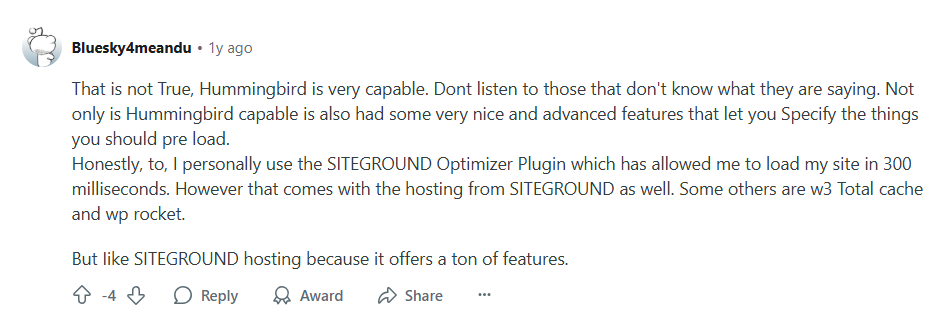 Bluesky4meandu • 1y ago
That is not True, Hummingbird is very capable. Dont listen to those that don't know what they are saying. Not
only is Hummingbird capable is also had some very nice and advanced features that let you Specify the things
you should pre load.
Honestly, to, I personally use the SITEGROUND Optimizer Plugin which has allowed me to load my site in 300
milliseconds. However that comes with the hosting from SITEGROUND as well. Some others are w3 Total cache
and wp rocket.
But like SITEGROUND hosting because it offers a ton of features.
-4 Reply Award Share ...